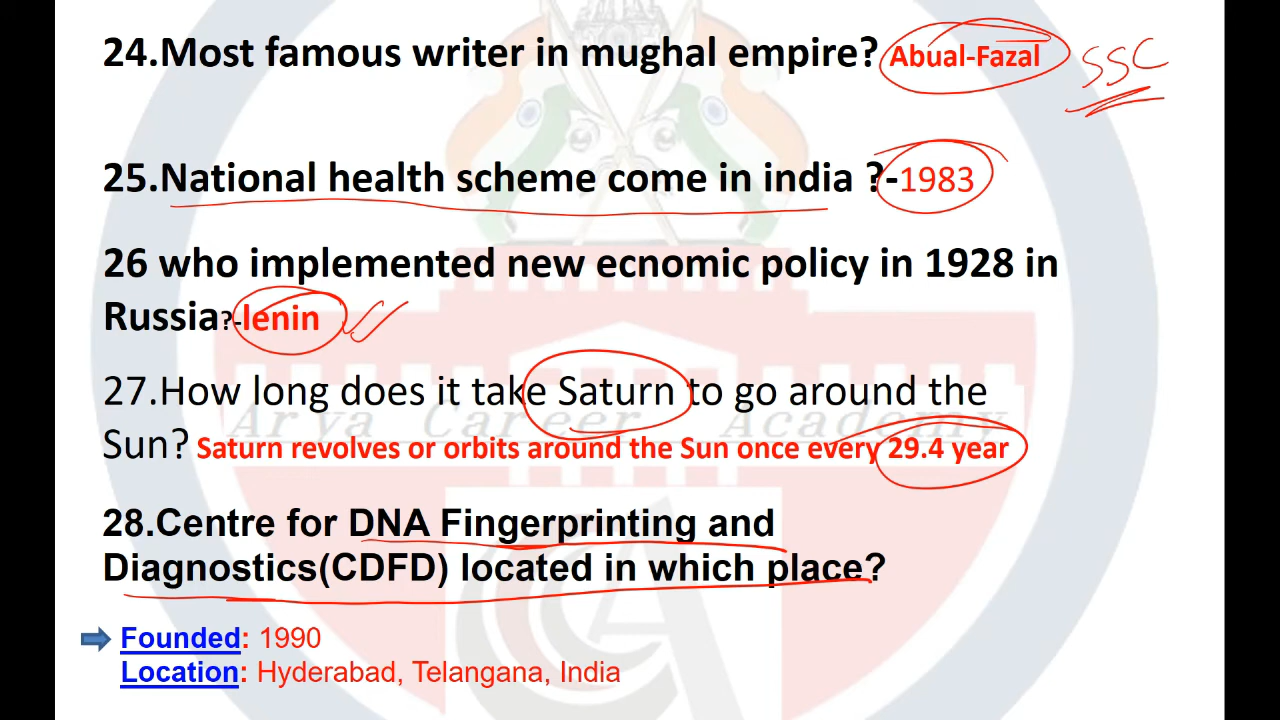 24.Most famous writer in mughal empire? Abual-Fazal SSC
25.National health scheme come in india ?-1983
26 who implemented new ecnomic policy in 1928 in
Russia?-lenin
27.How long does it take Saturn to go around the
Sun? Saturn revolves or orbits around the Sun once every 29.4 year
Arya Career Academy
28.Centre for DNA Fingerprinting and
Diagnostics(CDFD) located in which place?
Founded: 1990
Location: Hyderabad, Telangana, India